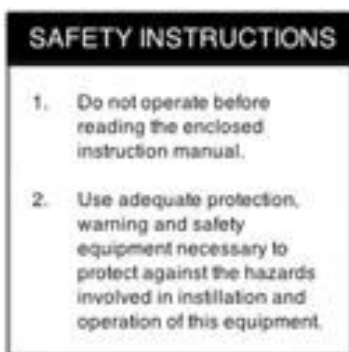 SAFETY INSTRUCTIONS
1. Do not operate before
reading the enclosed
instruction manual.
2. Use adequate protection,
warning and safety
equipment necessary to
protect against the hazards
involved in instillation and
operation of this equipment.